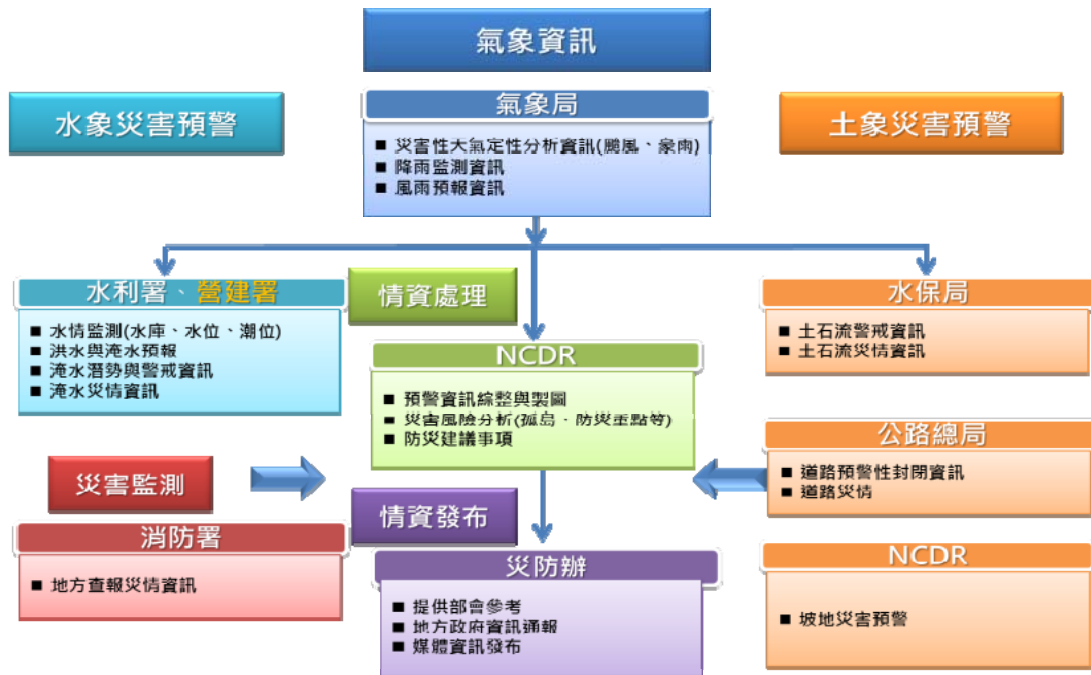 氣象資訊
氣象局
■ 災害性天氣定性分析資訊(颱風、豪雨)
■ 降雨監測資訊
■ 風雨預報資訊
水象災害預警
土象災害預警
水利署、營建署
■ 水情監測(水庫、水位、潮位)
■ 洪水與淹水預報
■ 淹水潛勢與警戒資訊
■ 淹水災情資訊
情資處理
NCDR
■ 預警資訊綜整與製圖
■ 災害風險分析(孤島、防災重點等)
■ 防災建議事項
水保局
■ 土石流警戒資訊
■ 土石流災情資訊
公路總局
■ 道路預警性封閉資訊
■ 道路災情
災害監測
消防署
■ 地方查報災情資訊
情資發布
災防辦
■ 提供部會參考
■ 地方政府資訊通報
■ 媒體資訊發布
NCDR
■ 坡地災害預警